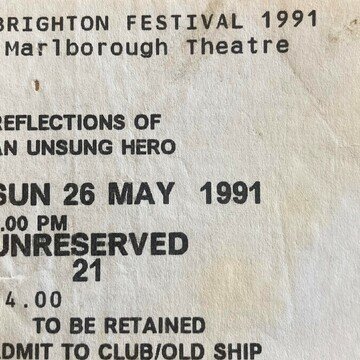 BRIGHTON FESTIVAL 1991
Marlborough Theatre
REFLECTIONS OF
AN UNSUNG HERO
SUN 26 MAY 1991
.00 PM
UNRESERVED
21
4.00
TO BE RETAINED
ADMIT TO CLUB/OLD SHIP